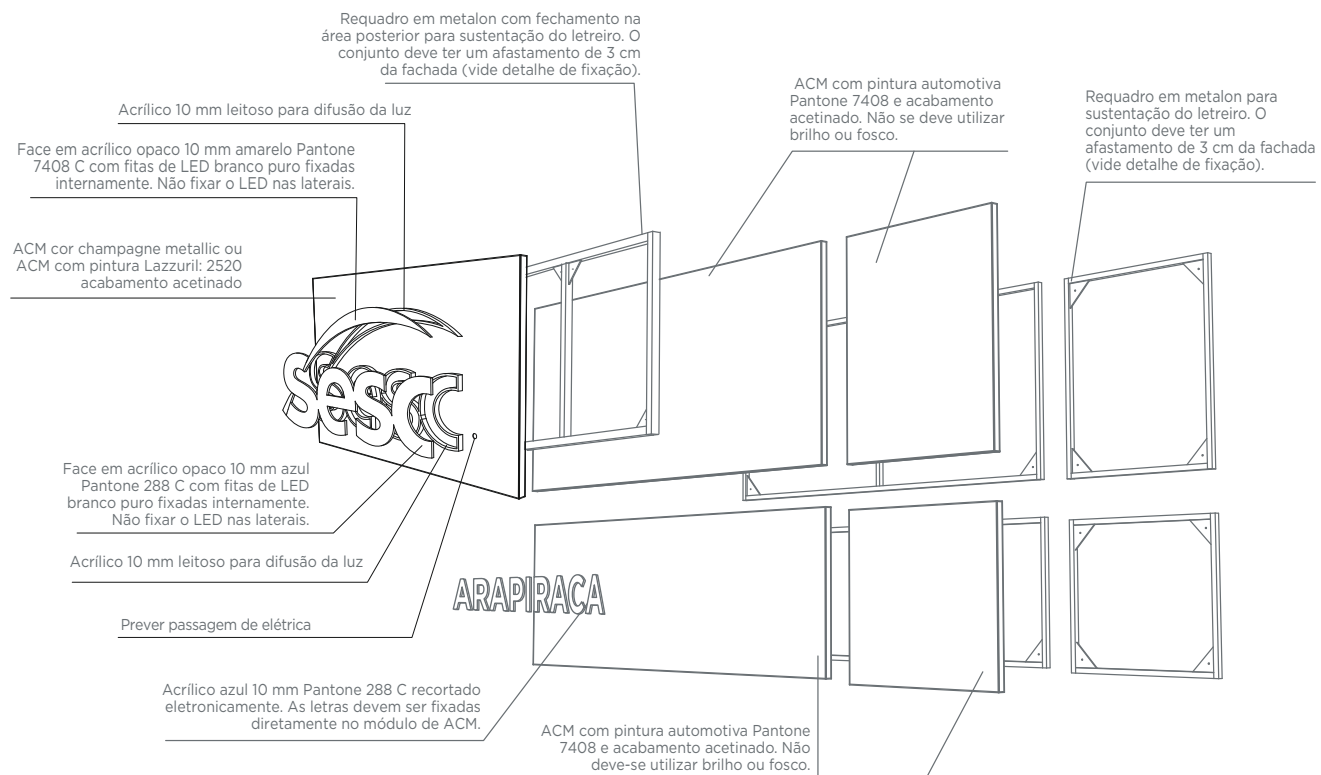 Requadro em metalon com fechamento na
área posterior para sustentação do letreiro. O
conjunto deve ter um afastamento de 3 cm
da fachada (vide detalhe de fixação).
ACM com pintura automotiva
Pantone 7408 e acabamento
acetinado. Não se deve utilizar
brilho ou fosco.
Requadro em metalon para
sustentação do letreiro. O
conjunto deve ter um
afastamento de 3 cm da fachada
(vide detalhe de fixação).
Acrílico 10 mm leitoso para difusão da luz
Face em acrílico opaco 10 mm amarelo Pantone
7408 C com fitas de LED branco puro fixadas
internamente. Não fixar o LED nas laterais.
ACM cor champagne metallic ou
ACM com pintura Lazzuril: 2520
acabamento acetinado
sesc
Face em acrílico opaco 10 mm azul
Pantone 288 C com fitas de LED
branco puro fixadas internamente.
Não fixar o LED nas laterais.
Acrílico 10 mm leitoso para difusão da luz
ARAPIRACA
Prever passagem de elétrica
Acrílico azul 10 mm Pantone 288 C recortado
eletronicamente. As letras devem ser fixadas
diretamente no módulo de ACM.
ACM com pintura automotiva Pantone
7408 e acabamento acetinado. Não
deve-se utilizar brilho ou fosco.